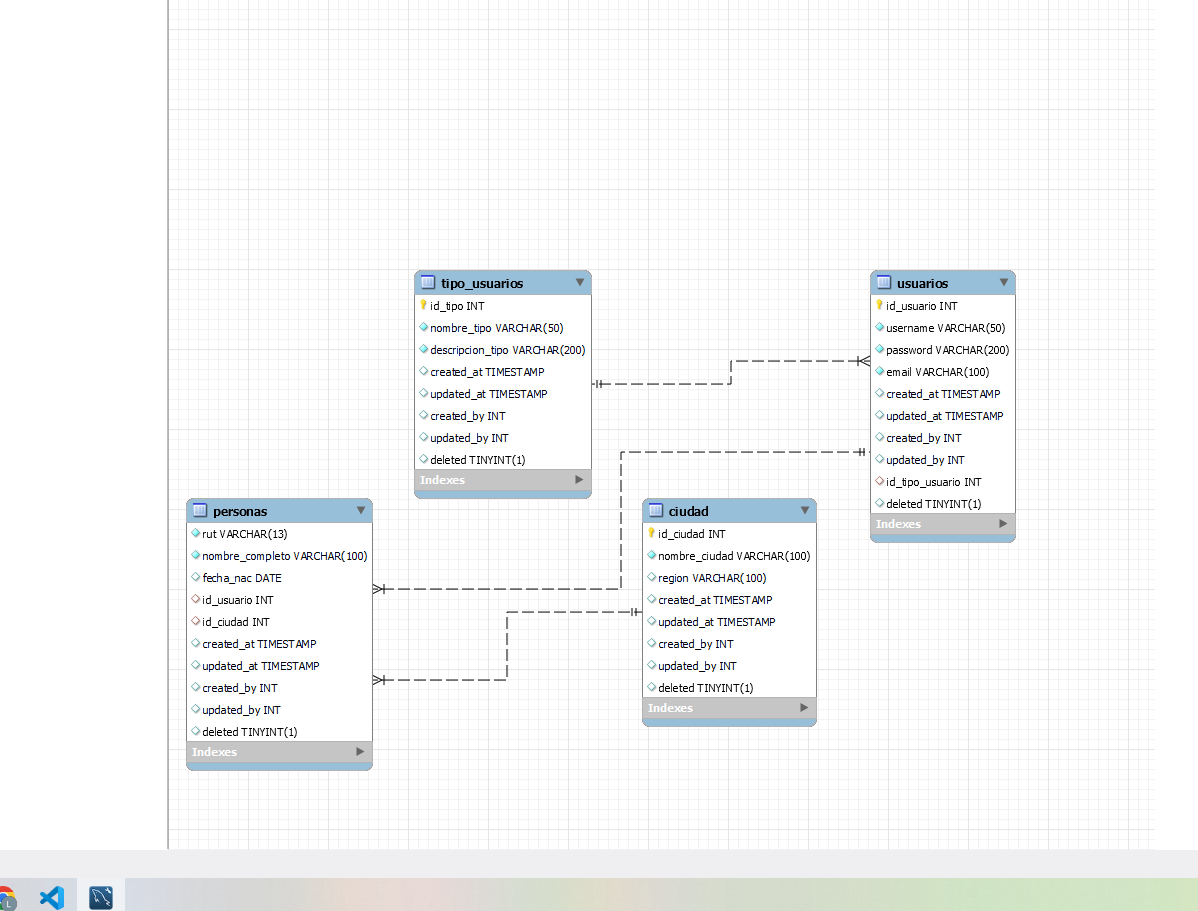 tipo_usuarios
id_tipo INT
nombre_tipo VARCHAR(50)
descripcion_tipo VARCHAR(200)
created_at TIMESTAMP
updated_at TIMESTAMP
created_by INT
updated_by INT
deleted TINYINT(1)
Indexes
usuarios
id_usuario INT
username VARCHAR(50)
password VARCHAR(200)
email VARCHAR(100)
created_at TIMESTAMP
updated_at TIMESTAMP
created_by INT
updated_by INT
id_tipo_usuario INT
deleted TINYINT(1)
Indexes
personas
rut VARCHAR(13)
nombre_completo VARCHAR(100)
fecha_nac DATE
id_usuario INT
id_ciudad INT
created_at TIMESTAMP
updated_at TIMESTAMP
created_by INT
updated_by INT
deleted TINYINT(1)
Indexes
ciudad
id_ciudad INT
nombre_ciudad VARCHAR(100)
region VARCHAR(100)
created_at TIMESTAMP
updated_at TIMESTAMP
created_by INT
updated_by INT
deleted TINYINT(1)
Indexes
L